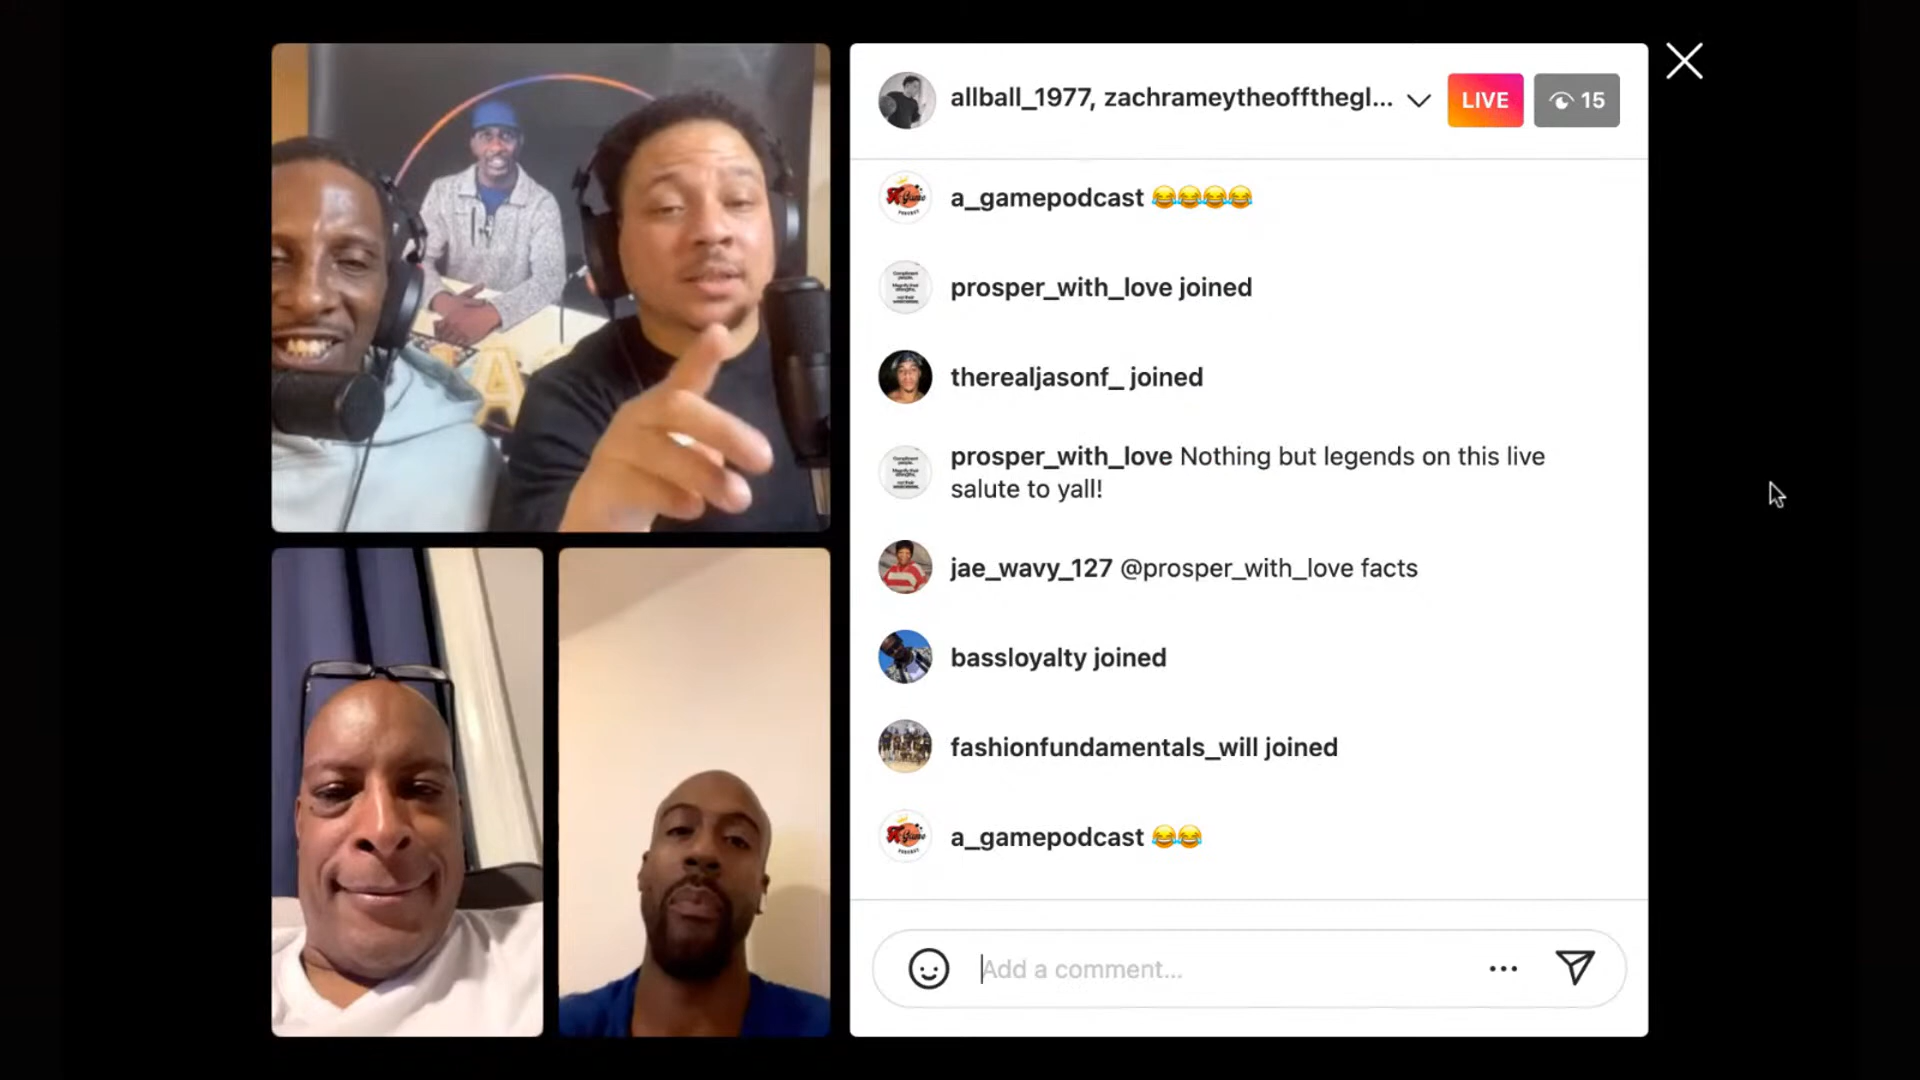 allball_1977, zachrameytheoffthegl...
LIVE
15
a_gamepodcast 😂😂😂😂
prosper_with_love joined
therealjasonf_ joined
prosper_with_love Nothing but legends on this live
salute to yall!
jae_wavy_127 @prosper_with_love facts
bassloyalty joined
fashionfundamentals_will joined
a_gamepodcast 😂😂
Add a comment...